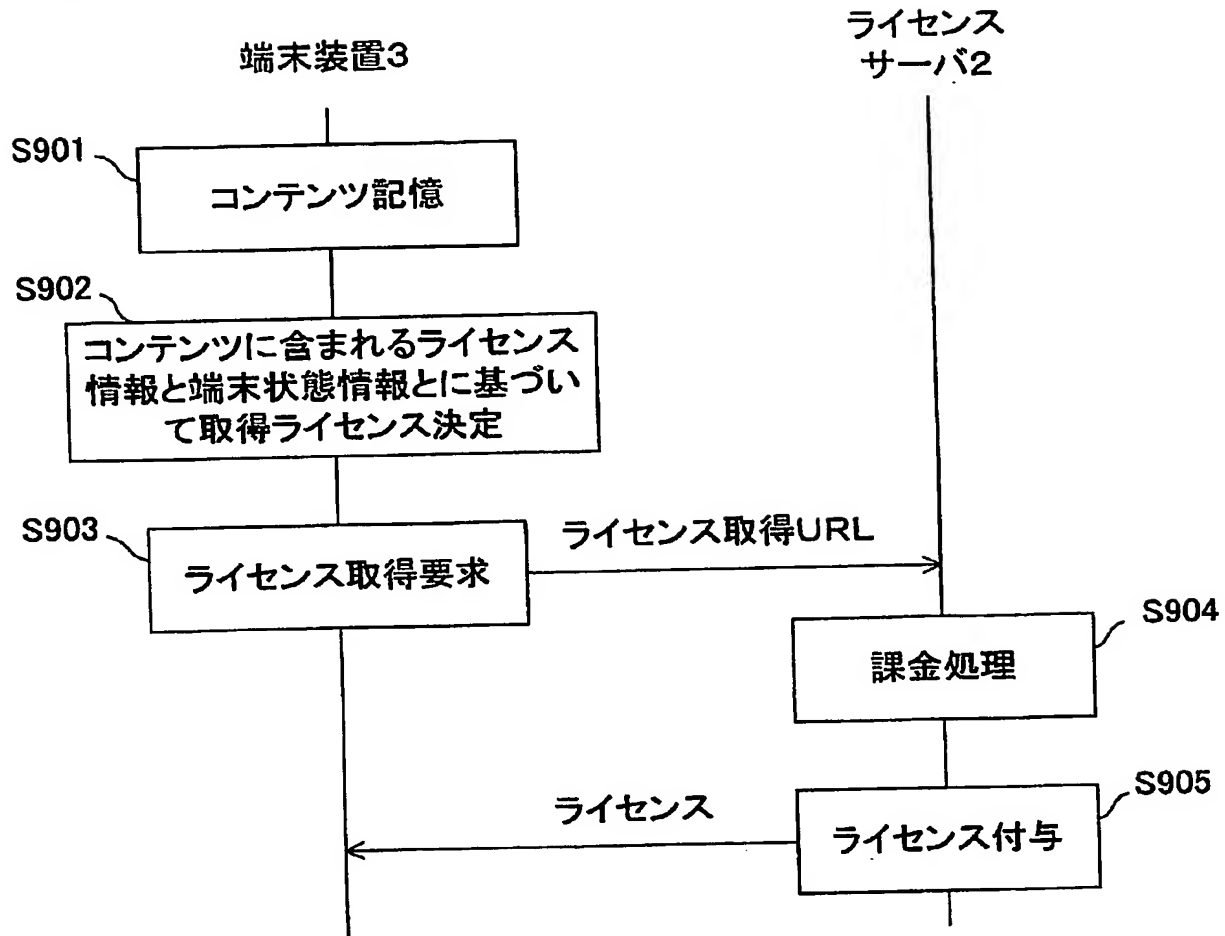 端末装置3
ライセンス
サーバ2
S901
コンテンツ記憶
S902
コンテンツに含まれるライセンス
情報と端末状態情報とに基づい
て取得ライセンス決定
S903
ライセンス取得要求
ライセンス取得URL
S904
課金処理
S905
ライセンス付与
ライセンス